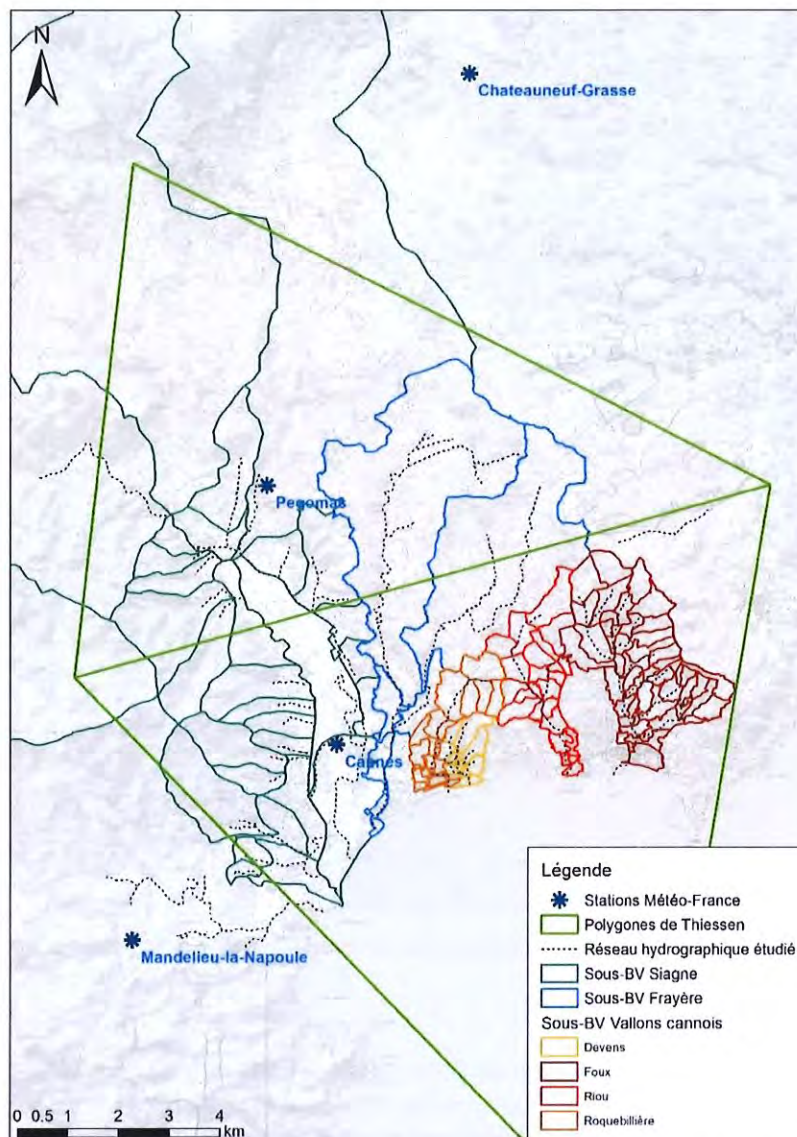 N
Chateauneuf-Grasse
Pegomas
Cannes
Mandelieu-la-Napoule
Légende
Stations Météo-France
Polygones de Thiessen
Réseau hydrographique étudié
Sous-BV Siagne
Sous-BV Frayère
Sous-BV Vallons cannois
Devens
Foux
Riou
Roquebillière
0 0.5 1 2 3 4
km